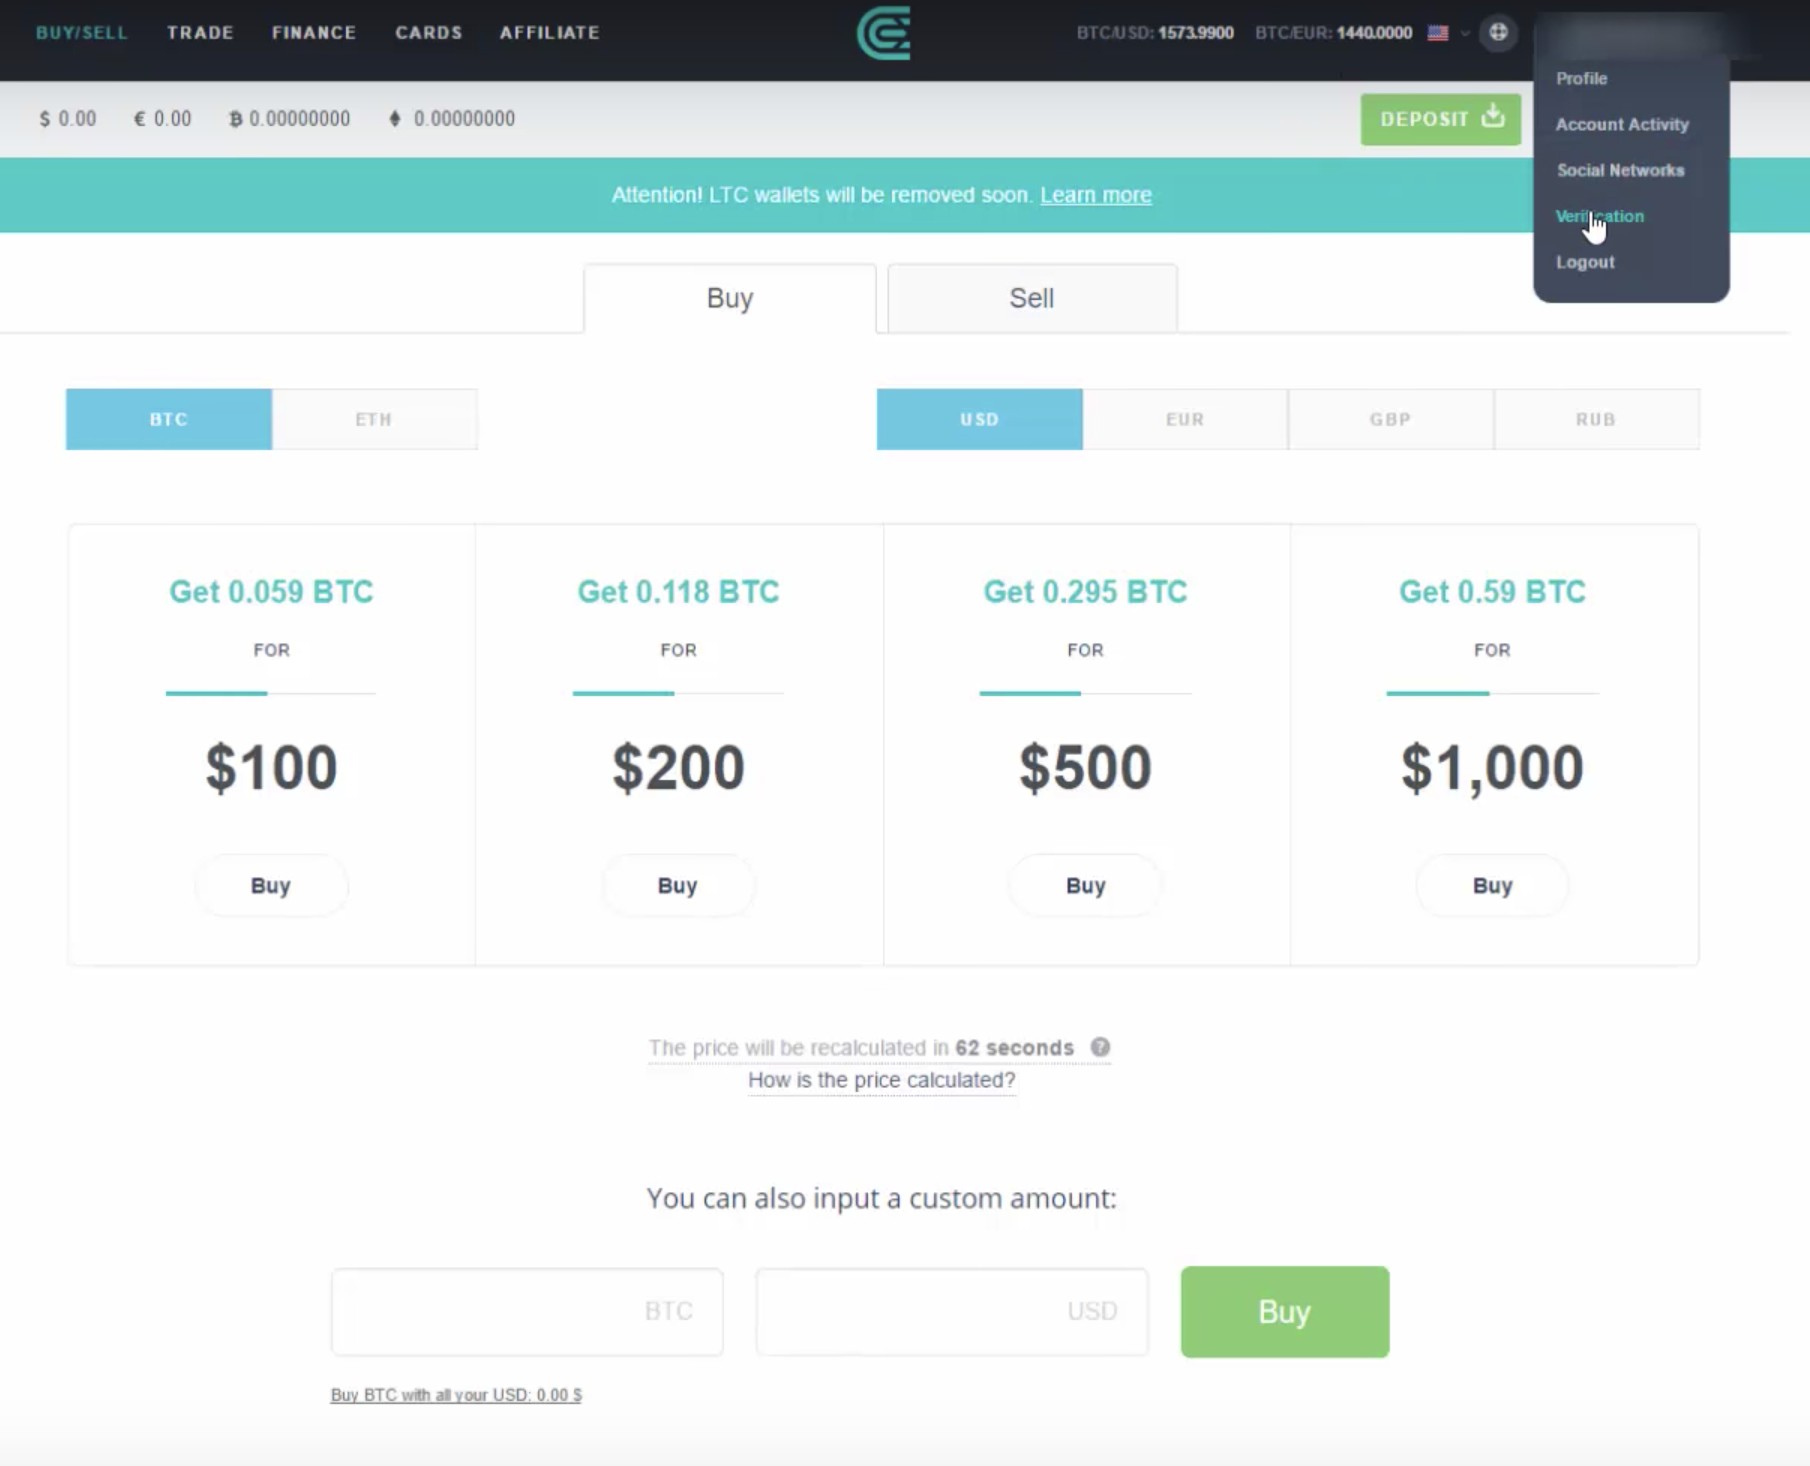 BUY/SELL TRADE FINANCE CARDS AFFILIATE BTC/USD: 1573.9900 BTC/EUR: 1440.0000
Profile
Account Activity
Social Networks
Verification
Logout
$ 0.00 € 0.00 ₿ 0.00000000 0.00000000 DEPOSIT
Attention! LTC wallets will be removed soon. Learn more
Buy Sell
BTC ETH USD EUR GBP RUB
Get 0.059 BTC Get 0.118 BTC Get 0.295 BTC Get 0.59 BTC
FOR FOR FOR FOR
$100 $200 $500 $1,000
Buy Buy Buy Buy
The price will be recalculated in 62 seconds ?
How is the price calculated?
You can also input a custom amount:
BTC USD Buy
Buy BTC with all your USD: 0.00 $